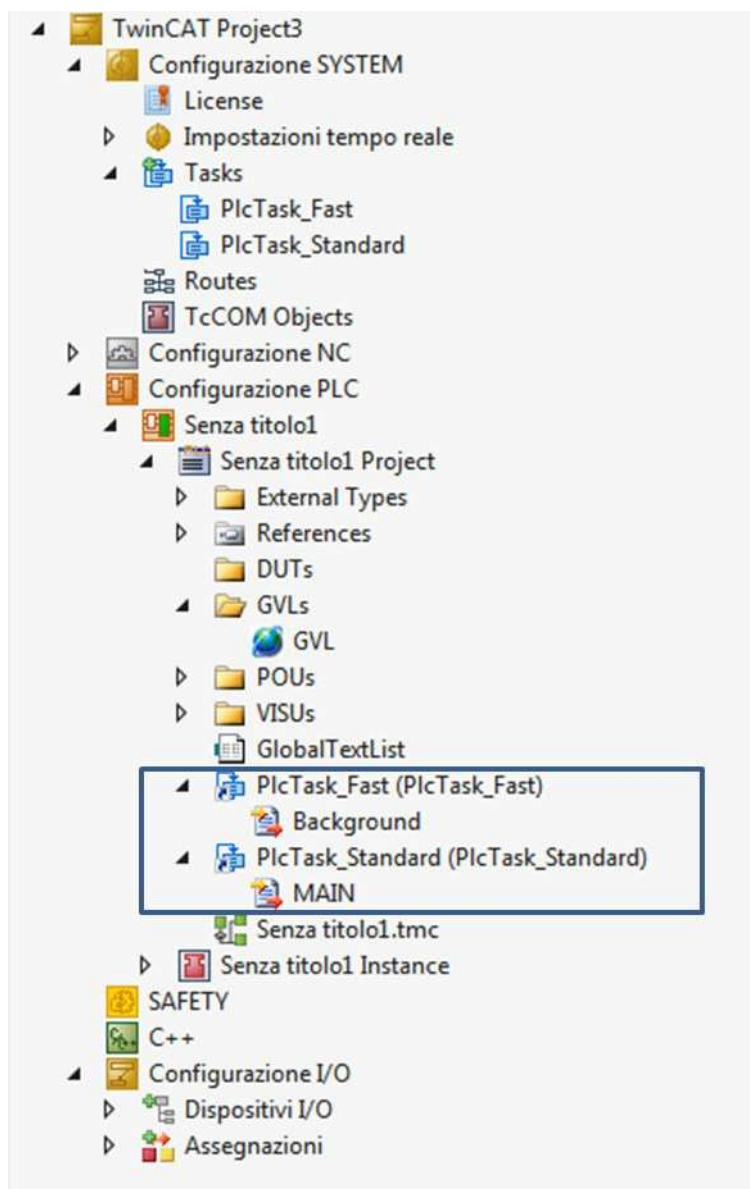 TwinCAT Project3
Configurazione SYSTEM
License
Impostazioni tempo reale
Tasks
PlcTask_Fast
PlcTask_Standard
Routes
TcCOM Objects
Configurazione NC
Configurazione PLC
Senza titolo1
Senza titolo1 Project
External Types
References
DUTs
GVLs
GVL
POUs
VISUs
GlobalTextList
PlcTask_Fast (PlcTask_Fast)
Background
PlcTask_Standard (PlcTask_Standard)
MAIN
Senza titolo1.tmc
Senza titolo1 Instance
SAFETY
C++
Configurazione I/O
Dispositivi I/O
Assegnazioni